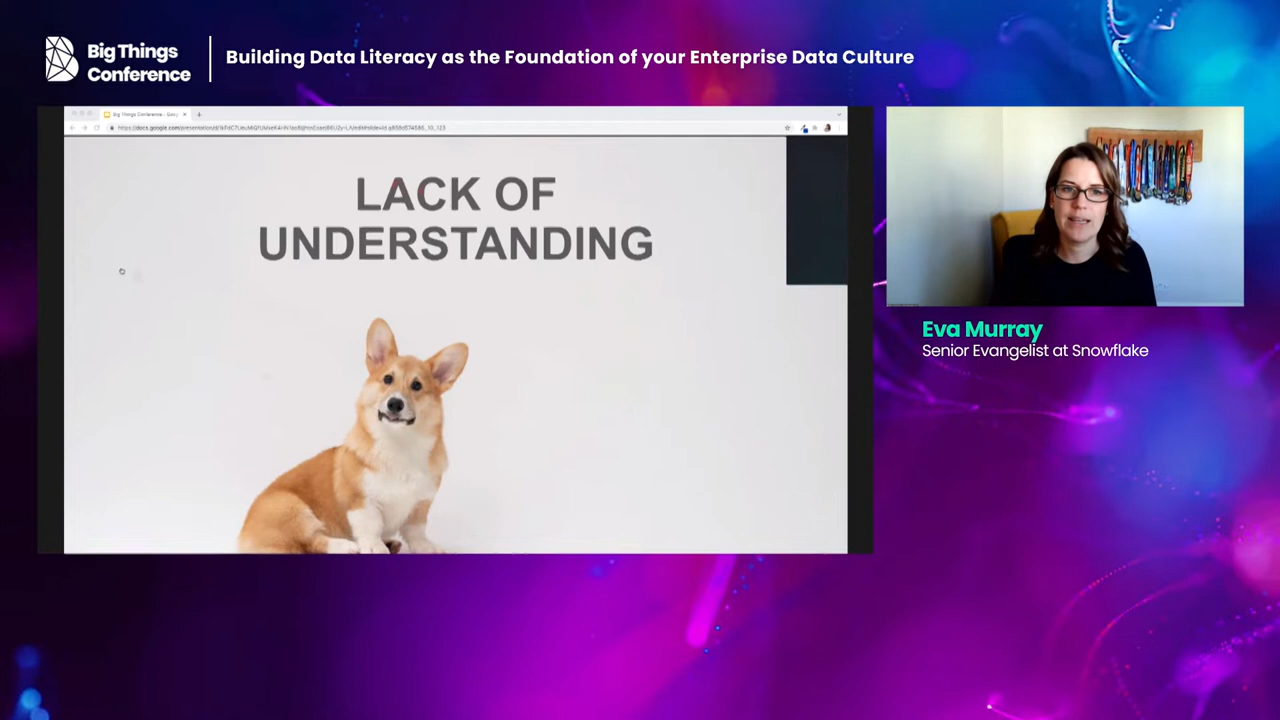 Big Things
Conference
Building Data Literacy as the Foundation of your Enterprise Data Culture
LACK OF
UNDERSTANDING
Eva Murray
Senior Evangelist at Snowflake